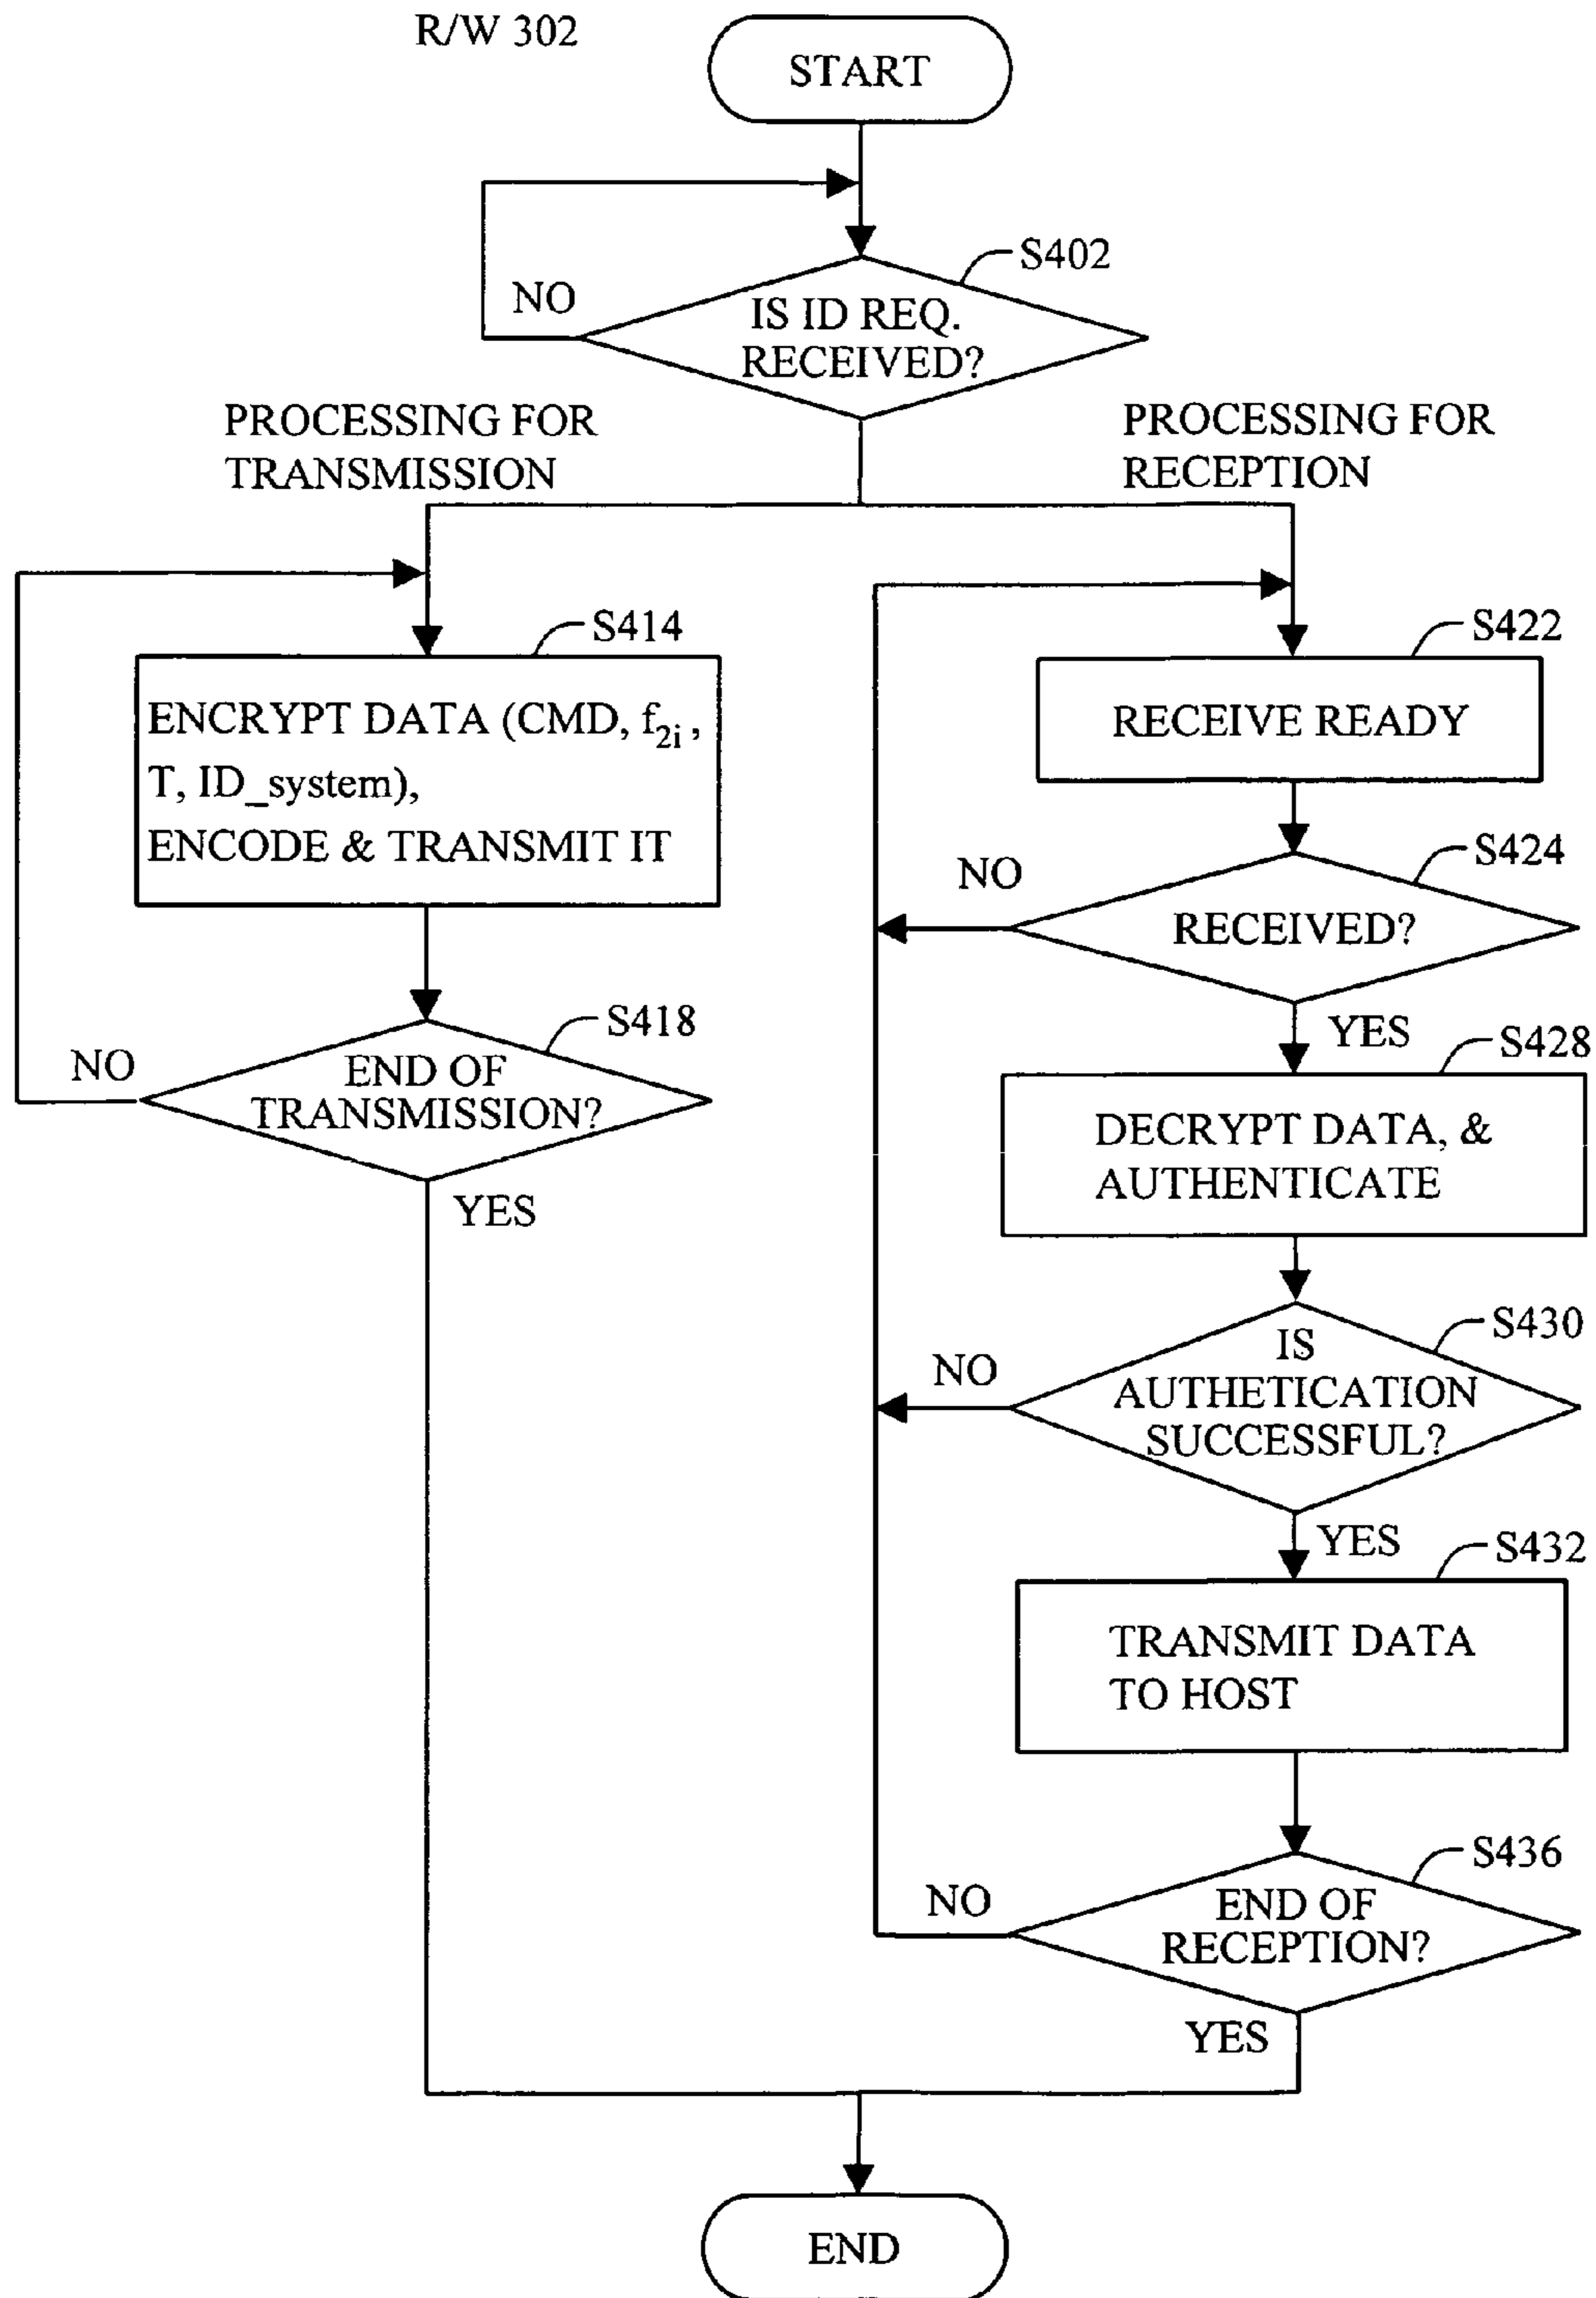 R/W 302
START
S402
NO
IS ID REQ.
RECEIVED?
PROCESSING FOR
TRANSMISSION
PROCESSING FOR
RECEPTION
S414
ENCRYPT DATA (CMD, f2i ,
T, ID_system),
ENCODE & TRANSMIT IT
S418
NO
END OF
TRANSMISSION?
YES
S422
RECEIVE READY
S424
NO
RECEIVED?
YES
S428
DECRYPT DATA, &
AUTHENTICATE
S430
NO
IS
AUTHETICATION
SUCCESSFUL?
YES
S432
TRANSMIT DATA
TO HOST
S436
NO
END OF
RECEPTION?
YES
END